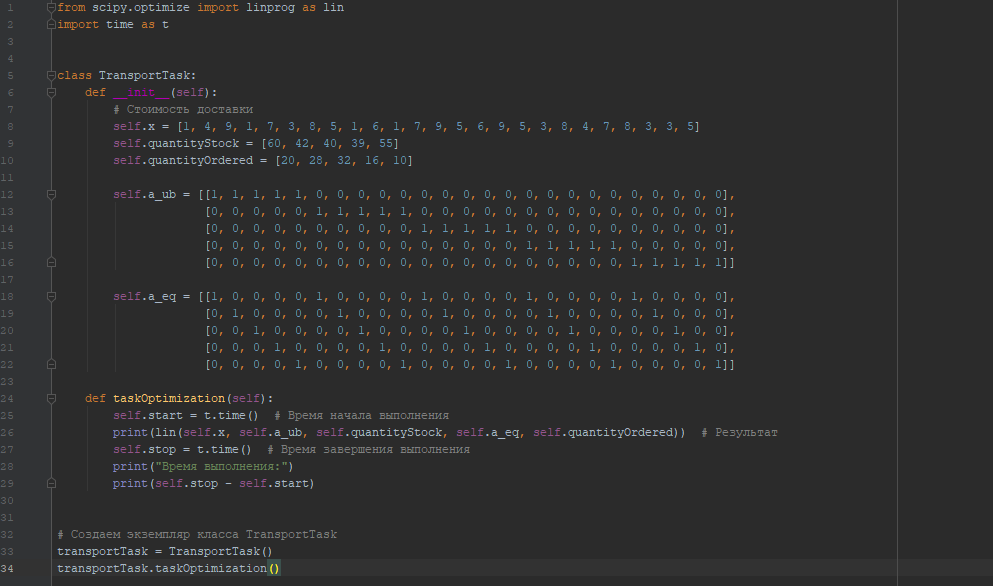 1 from scipy.optimize import linprog as lin
2 import time as t
3
4
5 class TransportTask:
6     def __init__(self):
7         # Стоимость доставки
8         self.x = [1, 4, 9, 1, 7, 3, 8, 5, 1, 6, 1, 7, 9, 5, 6, 9, 5, 3, 8, 4, 7, 8, 3, 3, 5]
9         self.quantityStock = [60, 42, 40, 39, 55]
10         self.quantityOrdered = [20, 28, 32, 16, 10]
11
12         self.a_ub = [[1, 1, 1, 1, 1, 0, 0, 0, 0, 0, 0, 0, 0, 0, 0, 0, 0, 0, 0, 0, 0, 0, 0, 0, 0],
13                      [0, 0, 0, 0, 0, 1, 1, 1, 1, 1, 0, 0, 0, 0, 0, 0, 0, 0, 0, 0, 0, 0, 0, 0, 0],
14                      [0, 0, 0, 0, 0, 0, 0, 0, 0, 0, 1, 1, 1, 1, 1, 0, 0, 0, 0, 0, 0, 0, 0, 0, 0],
15                      [0, 0, 0, 0, 0, 0, 0, 0, 0, 0, 0, 0, 0, 0, 0, 1, 1, 1, 1, 1, 0, 0, 0, 0, 0],
16                      [0, 0, 0, 0, 0, 0, 0, 0, 0, 0, 0, 0, 0, 0, 0, 0, 0, 0, 0, 0, 1, 1, 1, 1, 1]]
17
18         self.a_eq = [[1, 0, 0, 0, 0, 1, 0, 0, 0, 0, 1, 0, 0, 0, 0, 1, 0, 0, 0, 0, 1, 0, 0, 0, 0],
19                      [0, 1, 0, 0, 0, 0, 1, 0, 0, 0, 0, 1, 0, 0, 0, 0, 1, 0, 0, 0, 0, 1, 0, 0, 0],
20                      [0, 0, 1, 0, 0, 0, 0, 1, 0, 0, 0, 0, 1, 0, 0, 0, 0, 1, 0, 0, 0, 0, 1, 0, 0],
21                      [0, 0, 0, 1, 0, 0, 0, 0, 1, 0, 0, 0, 0, 1, 0, 0, 0, 0, 1, 0, 0, 0, 0, 1, 0],
22                      [0, 0, 0, 0, 1, 0, 0, 0, 0, 1, 0, 0, 0, 0, 1, 0, 0, 0, 0, 1, 0, 0, 0, 0, 1]]
23
24     def taskOptimization(self):
25         self.start = t.time()  # Время начала выполнения
26         print(lin(self.x, self.a_ub, self.quantityStock, self.a_eq, self.quantityOrdered))  # Результат
27         self.stop = t.time()  # Время завершения выполнения
28         print("Время выполнения:")
29         print(self.stop - self.start)
30
31
32 # Создаем экземпляр класса TransportTask
33 transportTask = TransportTask()
34 transportTask.taskOptimization()